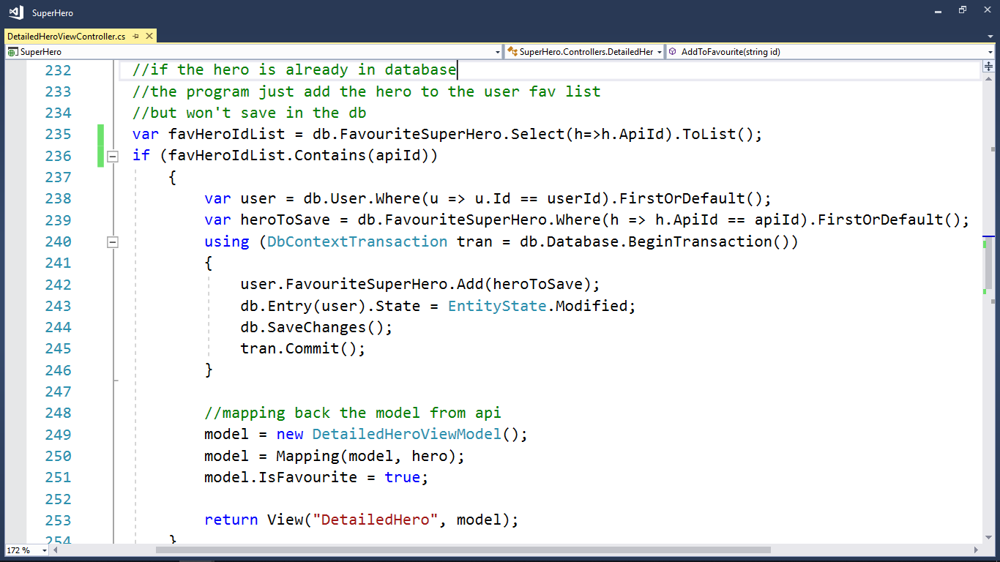 SuperHero
DetailedHeroViewController.cs
SuperHero SuperHero.Controllers.DetailedHer AddToFavourite(string id)
232 //if the hero is already in database
233 //the program just add the hero to the user fav list
234 //but won't save in the db
235 var favHeroIdList = db.FavouriteSuperHero.Select(h=>h.ApiId).ToList();
236 if (favHeroIdList.Contains(apiId))
237 {
238 var user = db.User.Where(u => u.Id == userId).FirstOrDefault();
239 var heroToSave = db.FavouriteSuperHero.Where(h => h.ApiId == apiId).FirstOrDefault();
240 using (DbContextTransaction tran = db.Database.BeginTransaction())
241 {
242 user.FavouriteSuperHero.Add(heroToSave);
243 db.Entry(user).State = EntityState.Modified;
244 db.SaveChanges();
245 tran.Commit();
246 }
247
248 //mapping back the model from api
249 model = new DetailedHeroViewModel();
250 model = Mapping(model, hero);
251 model.IsFavourite = true;
252
253 return View("DetailedHero", model);
254 }
172 %